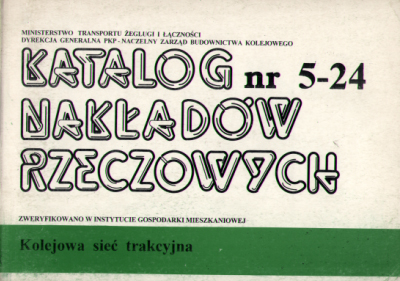 MINISTERSTWO TRANSPORTU ŻEGLUGI I ŁĄCZNOŚCI
DYREKCJA GENERALNA PKP-NACZELNY ZARZĄD BUDOWNICTWA KOLEJOWEGO
KATALOG nr 5-24
NAKŁADÓW
RZECZOWYCH
ZWERYFIKOWANO W INSTYTUCIE GOSPODARKI MIESZKANIOWEJ
Kolejowa sieć trakcyjna